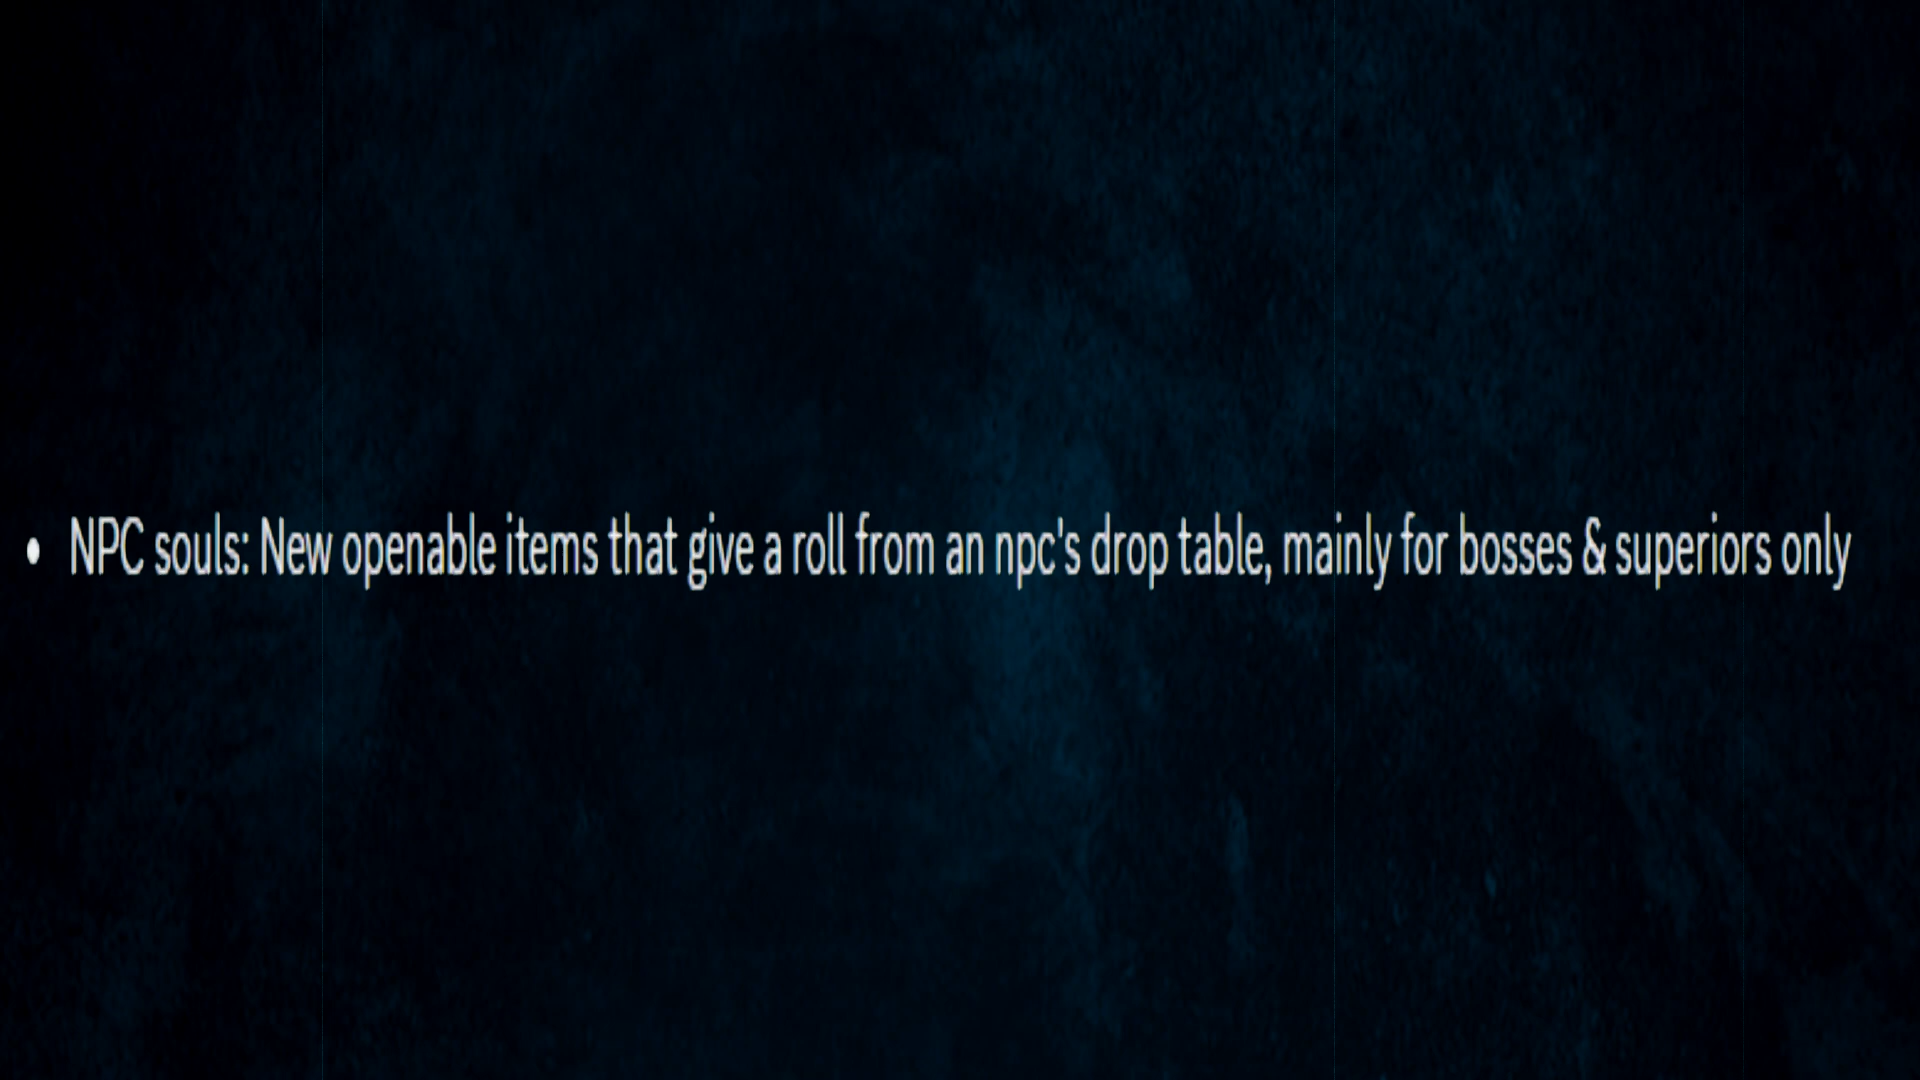 • NPC souls: New openable items that give a roll from an npc's drop table, mainly for bosses & superiors only